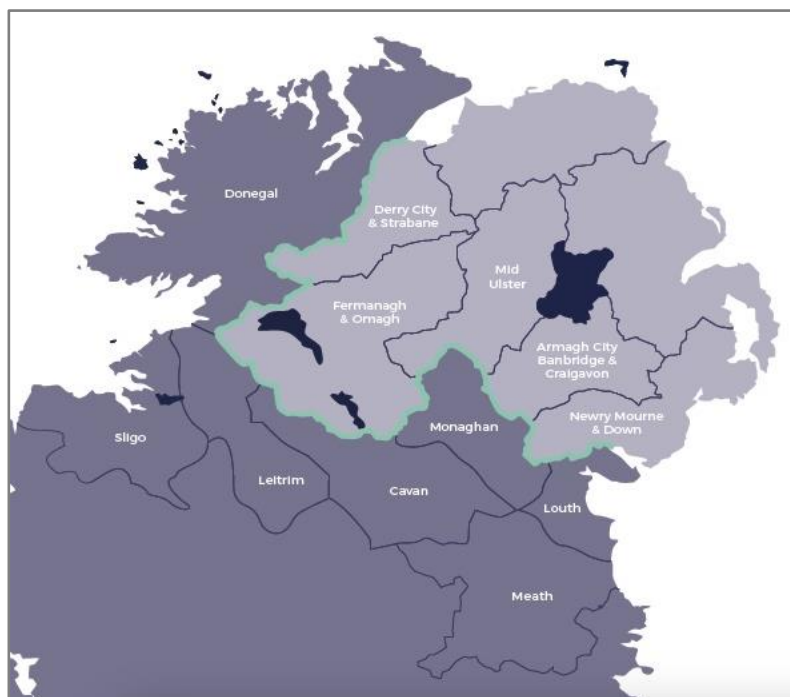 Donegal
Derry City
& Strabane
Mid
Ulster
Fermanagh
& Omagh
Armagh City
Banbridge &
Craigavon
Newry Mourne
& Down
Monaghan
Sligo
Leitrim
Cavan
Louth
Meath